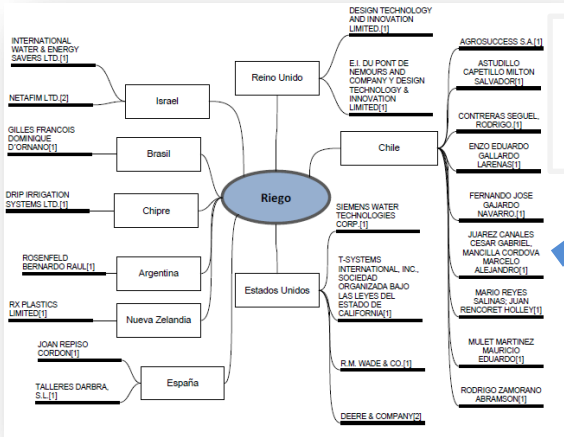 INTERNATIONAL
WATER & ENERGY
SAVERS LTD.[1]
NETAFIM LTD.[2]
Israel
GILLES FRANCOIS
DOMINIQUE
D'ORNANO[1]
Brasil
DRIP IRRIGATION
SYSTEMS LTD.[1]
Chipre
ROSENFELD
BERNARDO RAUL[1]
Argentina
RX PLASTICS
LIMITED[1]
Nueva Zelandia
JOAN REPISO
CORDON[1]
TALLERES DARBRA,
S.L.[1]
España
Riego
Reino Unido
DESIGN TECHNOLOGY
AND INNOVATION
LIMITED.[1]
E.I. DU PONT DE
NEMOURS AND
COMPANY Y DESIGN
TECHNOLOGY &
INNOVATION
LIMITED[1]
Estados Unidos
SIEMENS WATER
TECHNOLOGIES
CORP.[1]
T-SYSTEMS
INTERNATIONAL, INC.,
SOCIEDAD
ORGANIZADA BAJO
LAS LEYES DEL
ESTADO DE
CALIFORNIA[1]
R.M. WADE & CO.[1]
DEERE & COMPANY[2]
Chile
AGROSUCCESS S.A.[1]
ASTUDILLO
CAPETILLO MILTON
SALVADOR[1]
CONTRERAS SEGUEL,
RODRIGO.[1]
ENZO EDUARDO
GALLARDO
LARENAS[1]
FERNANDO JOSE
GAJARDO
NAVARRO.[1]
JUAREZ CANALES
CESAR GABRIEL,
MANCILLA CORDOVA
MARCELO
ALEJANDRO[1]
MARIO REYES
SALINAS; JUAN
RENCORET HOLLEY[1]
MULET MARTINEZ
MAURICIO
EDUARDO[1]
RODRIGO ZAMORANO
ABRAMSON[1]